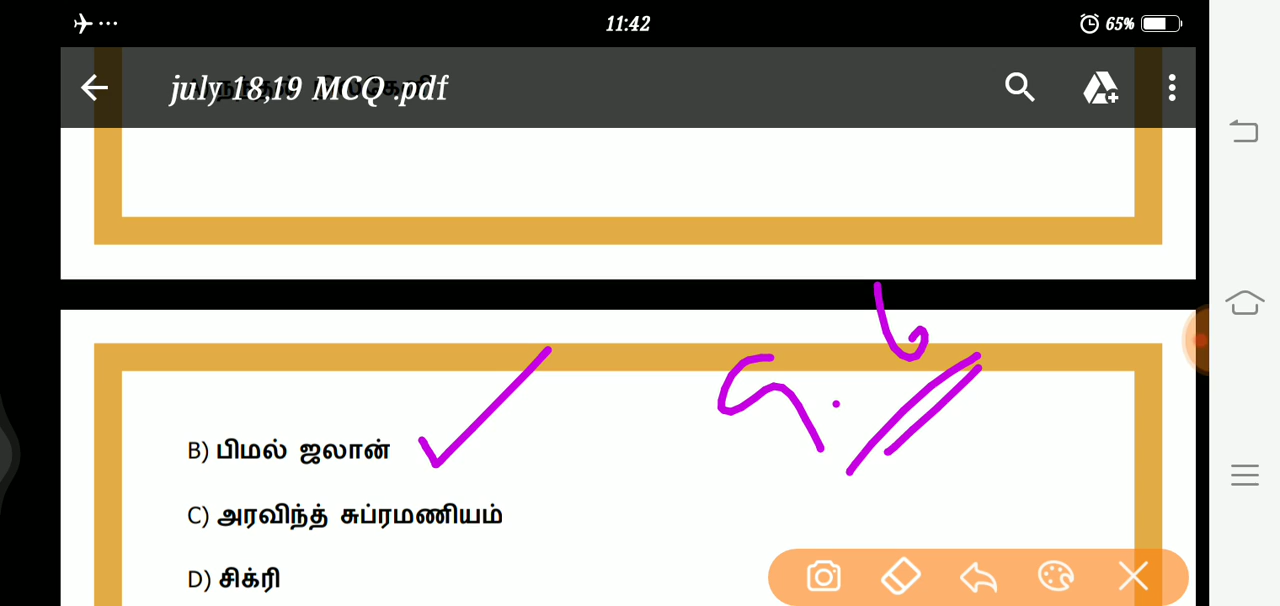 11:42
65%
july 18,19 MCQ .pdf
B) பிமல் ஜலான்
C) அரவிந்த் சுப்ரமணியம்
D) சிக்ரி